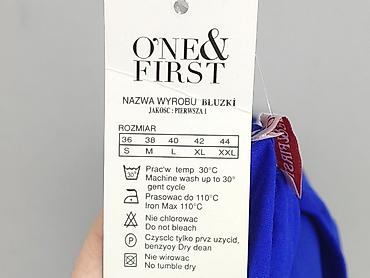 O'NE&
FIRST
NAZWA WYROBU BLUZKI
JAKOŚĆ: PIERWSZA 1
ROZMIAR
36 38 40 42 44
S M L XL XXL
30°
Prać w temp 30°C
Machine wash up to 30°
gent cycle
Prasowac do 110°C
Iron Max 110°C
Nie chlorowac
Do not bleach
Czyscic tylko przy uzycid,
benzyoy Dry dean
Nie wirowac
No tumble dry